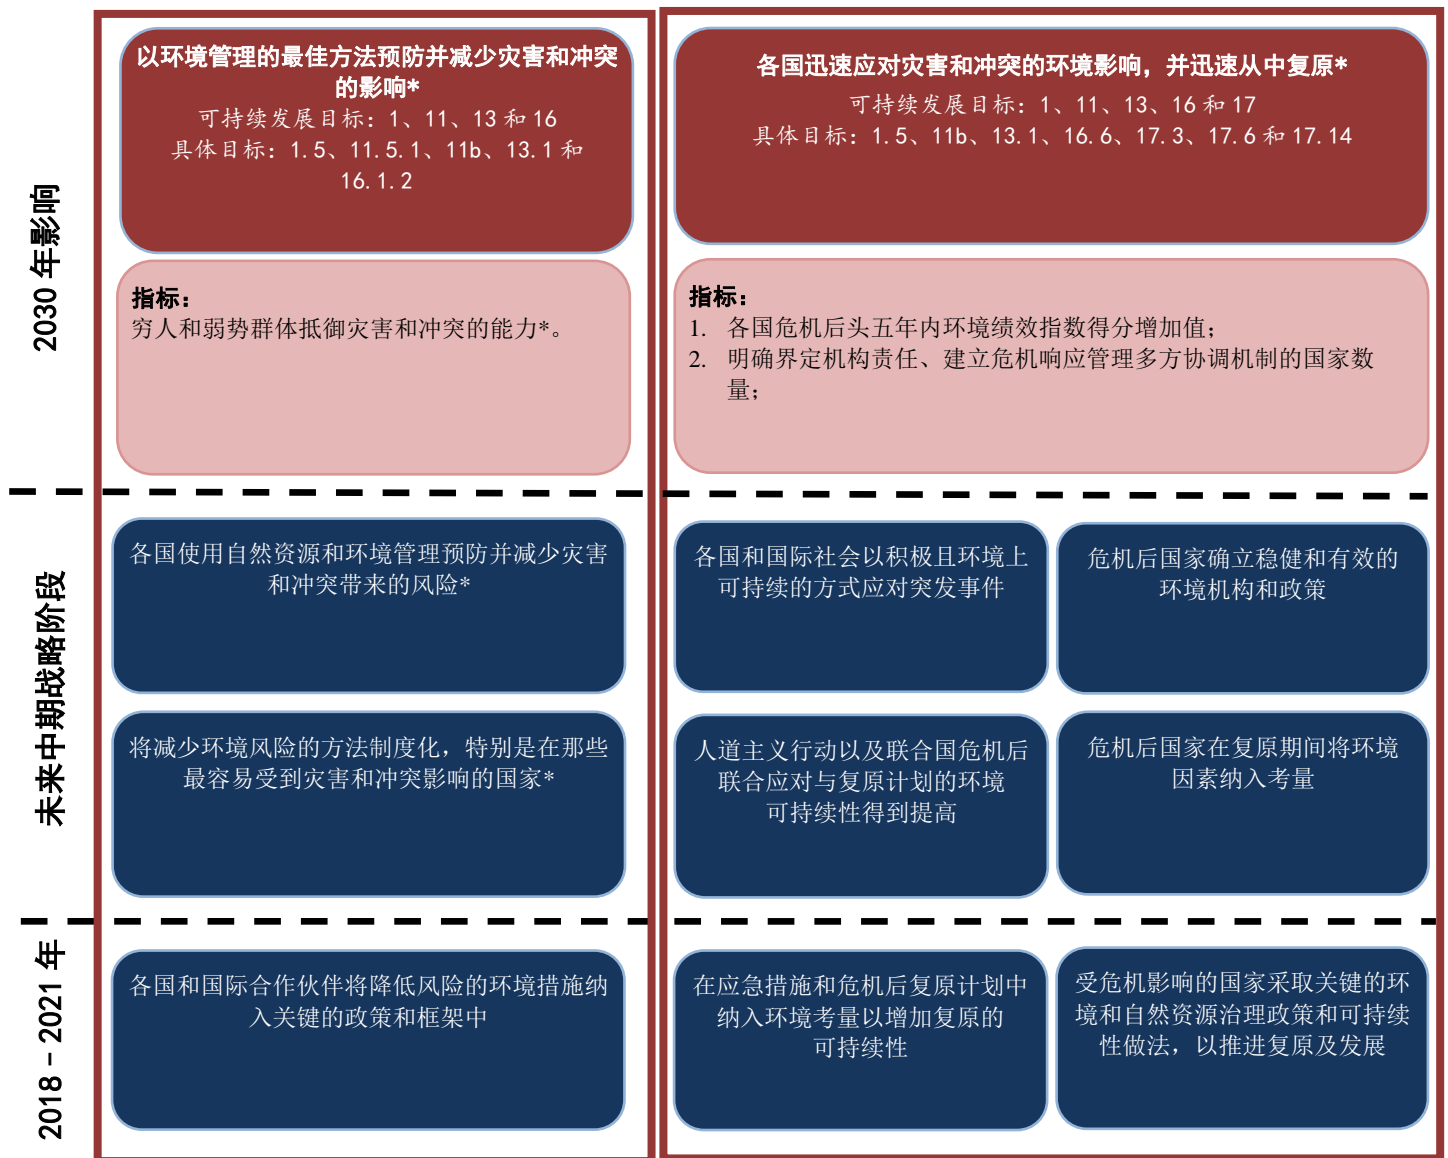 2030 年影响
以环境管理的最佳方法预防并减少灾害和冲突
的影响*
可持续发展目标：1、11、13 和 16
具体目标：1.5、11.5.1、11b、13.1 和
16.1.2
各国迅速应对灾害和冲突的环境影响，并迅速从中复原*
可持续发展目标：1、11、13、16 和 17
具体目标：1.5、11b、13.1、16.6、17.3、17.6 和 17.14
指标：
穷人和弱势群体抵御灾害和冲突的能力*。
指标：
1. 各国危机后头五年内环境绩效指数得分增加值；
2. 明确界定机构责任、建立危机响应管理多方协调机制的国家数
量；
未来中期战略阶段
各国使用自然资源和环境管理预防并减少灾害
和冲突带来的风险*
各国和国际社会以积极且环境上
可持续的方式应对突发事件
危机后国家确立稳健和有效的
环境机构和政策
将减少环境风险的方法制度化，特别是在那些
最容易受到灾害和冲突影响的国家*
人道主义行动以及联合国危机后
联合应对与复原计划的环境
可持续性得到提高
危机后国家在复原期间将环境
因素纳入考量
2018–2021 年
各国和国际合作伙伴将降低风险的环境措施纳
入关键的政策和框架中
在应急措施和危机后复原计划中
纳入环境考量以增加复原的
可持续性
受危机影响的国家采取关键的环
境和自然资源治理政策和可持续
性做法，以推进复原及发展